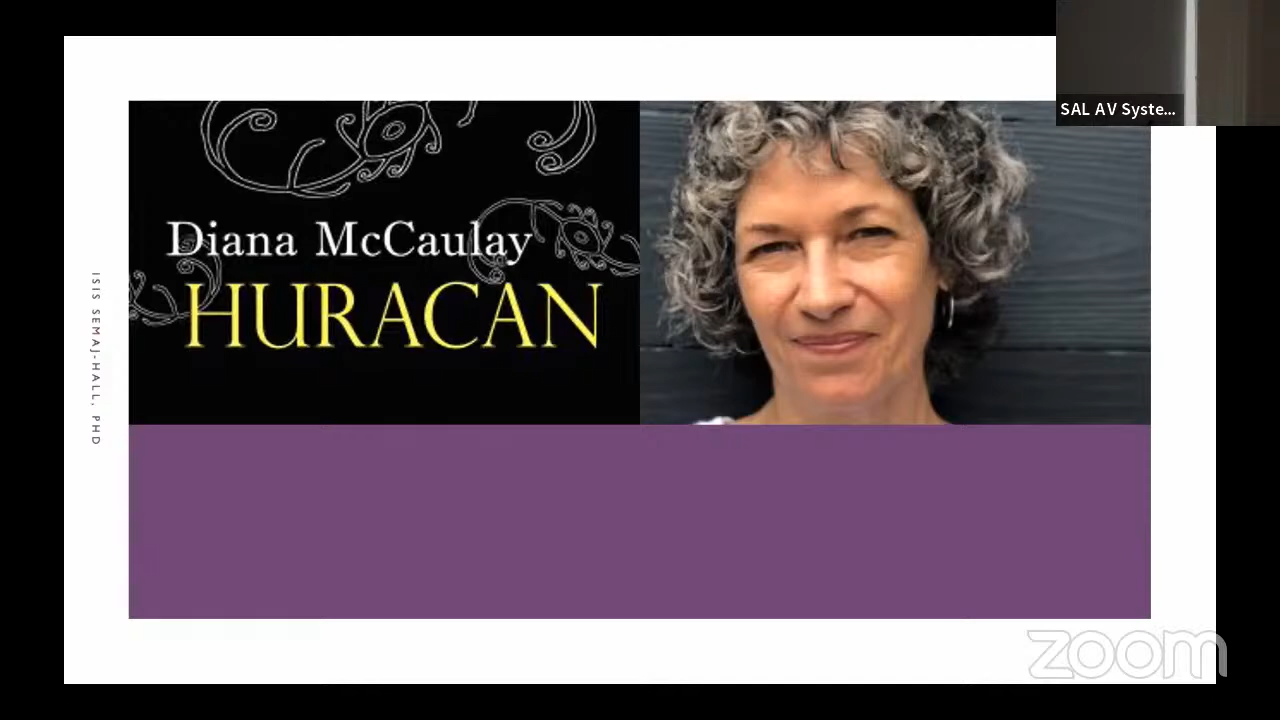 SAL AV Syste...
Diana McCaulay
HURACAN
ISIS SEMAJ-HALL, PHD
zoom